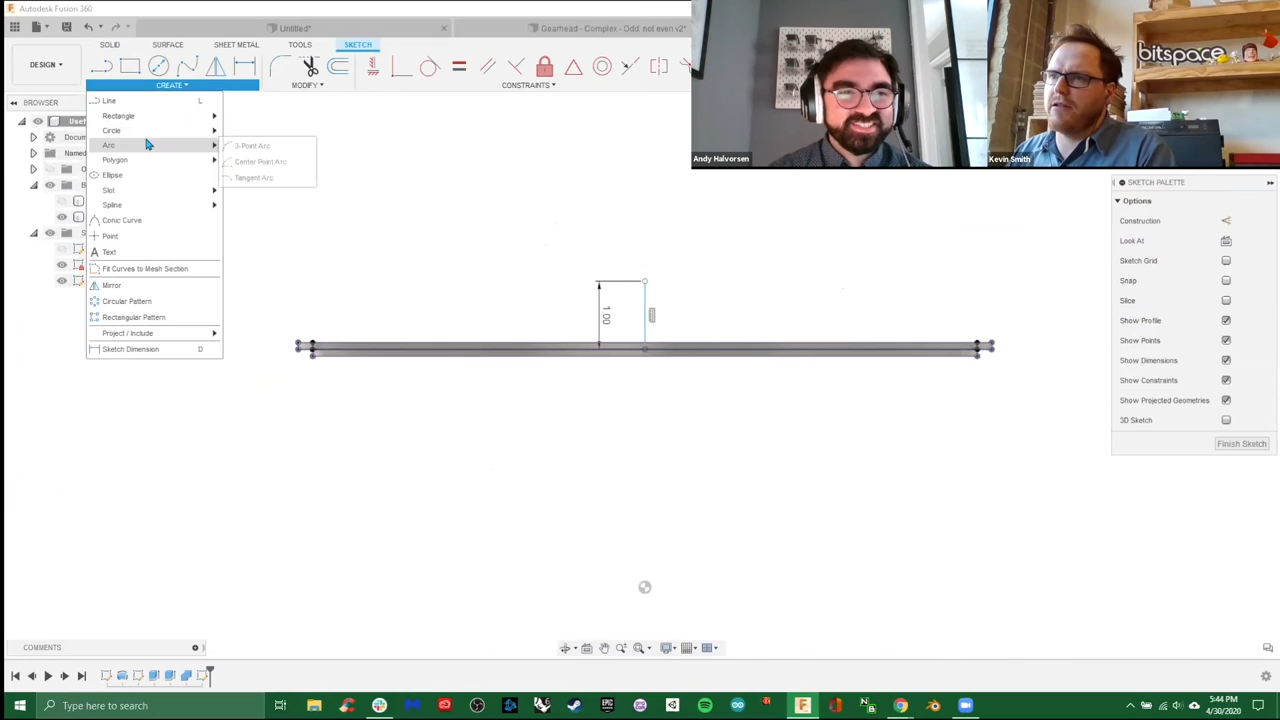 Autodesk Fusion 360
Untitled*
Gearhead - Complex - Odd, not even v2*
SOLID
SURFACE
SHEET METAL
TOOLS
SKETCH
DESIGN
CREATE
MODIFY
CONSTRAINTS
BROWSER
Line L
Rectangle
Circle
Arc
Polygon
Ellipse
Slot
Spline
Conic Curve
Point
Text
Fit Curves to Mesh Section
Mirror
Circular Pattern
Rectangular Pattern
Project / Include
Sketch Dimension D
3-Point Arc
Center Point Arc
Tangent Arc
Docum
Named
1.00
bitspace
Andy Halvorsen
Kevin Smith
SKETCH PALETTE
Options
Construction
Look At
Sketch Grid
Snap
Slice
Show Profile
Show Points
Show Dimensions
Show Constraints
Show Projected Geometries
3D Sketch
Finish Sketch
COMMENTS
Type here to search
5:44 PM
4/30/2020